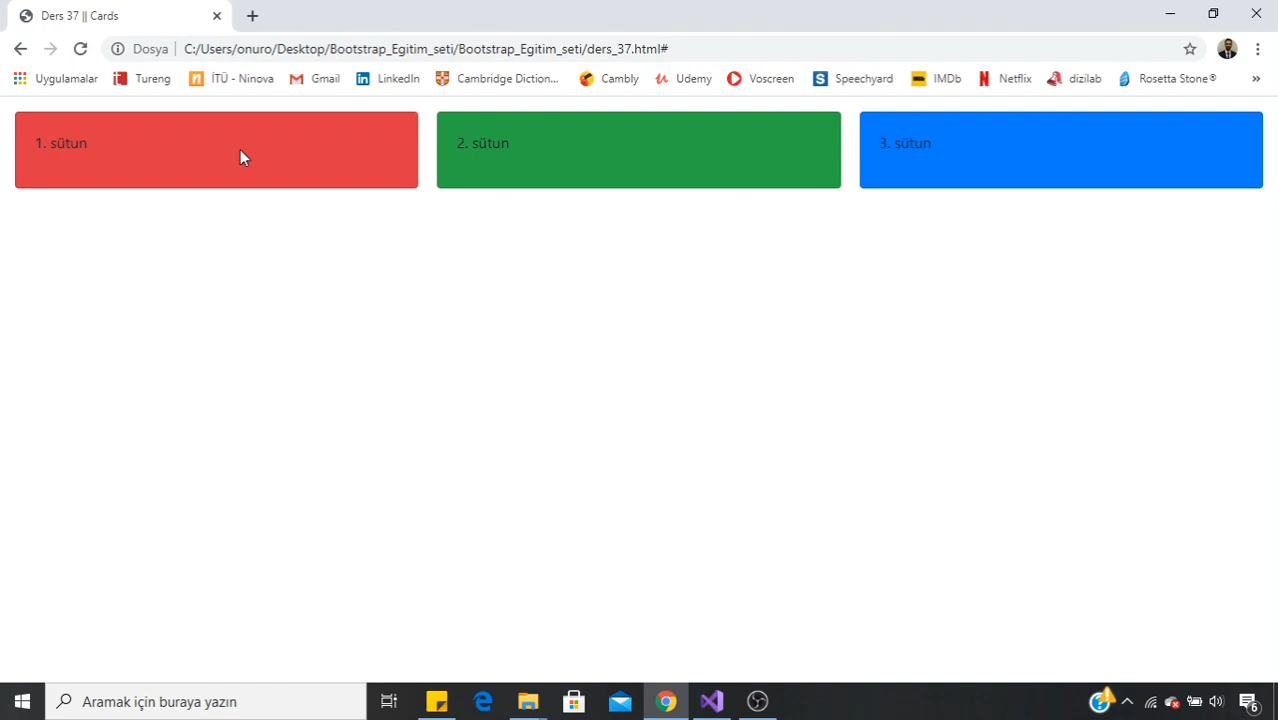 Ders 37 || Cards
Dosya C:/Users/onuro/Desktop/Bootstrap_Egitim_seti/Bootstrap_Egitim_seti/ders_37.html#
Uygulamalar Tureng İTÜ - Ninova Gmail LinkedIn Cambridge Diction... Cambly Udemy Voscreen Speechyard IMDb Netflix dizilab Rosetta Stone® »
1. sütun 2. sütun 3. sütun
Aramak için buraya yazın 6